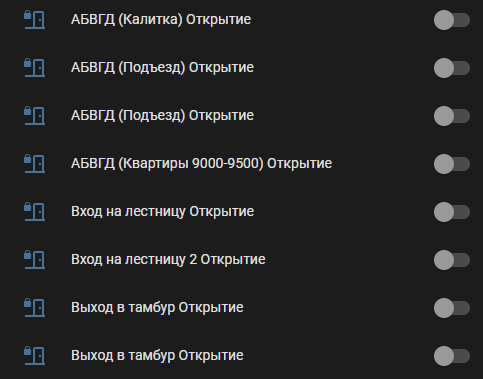 АБВГД (Калитка) Открытие
АБВГД (Подъезд) Открытие
АБВГД (Подъезд) Открытие
АБВГД (Квартиры 9000-9500) Открытие
Вход на лестницу Открытие
Вход на лестницу 2 Открытие
Выход в тамбур Открытие
Выход в тамбур Открытие